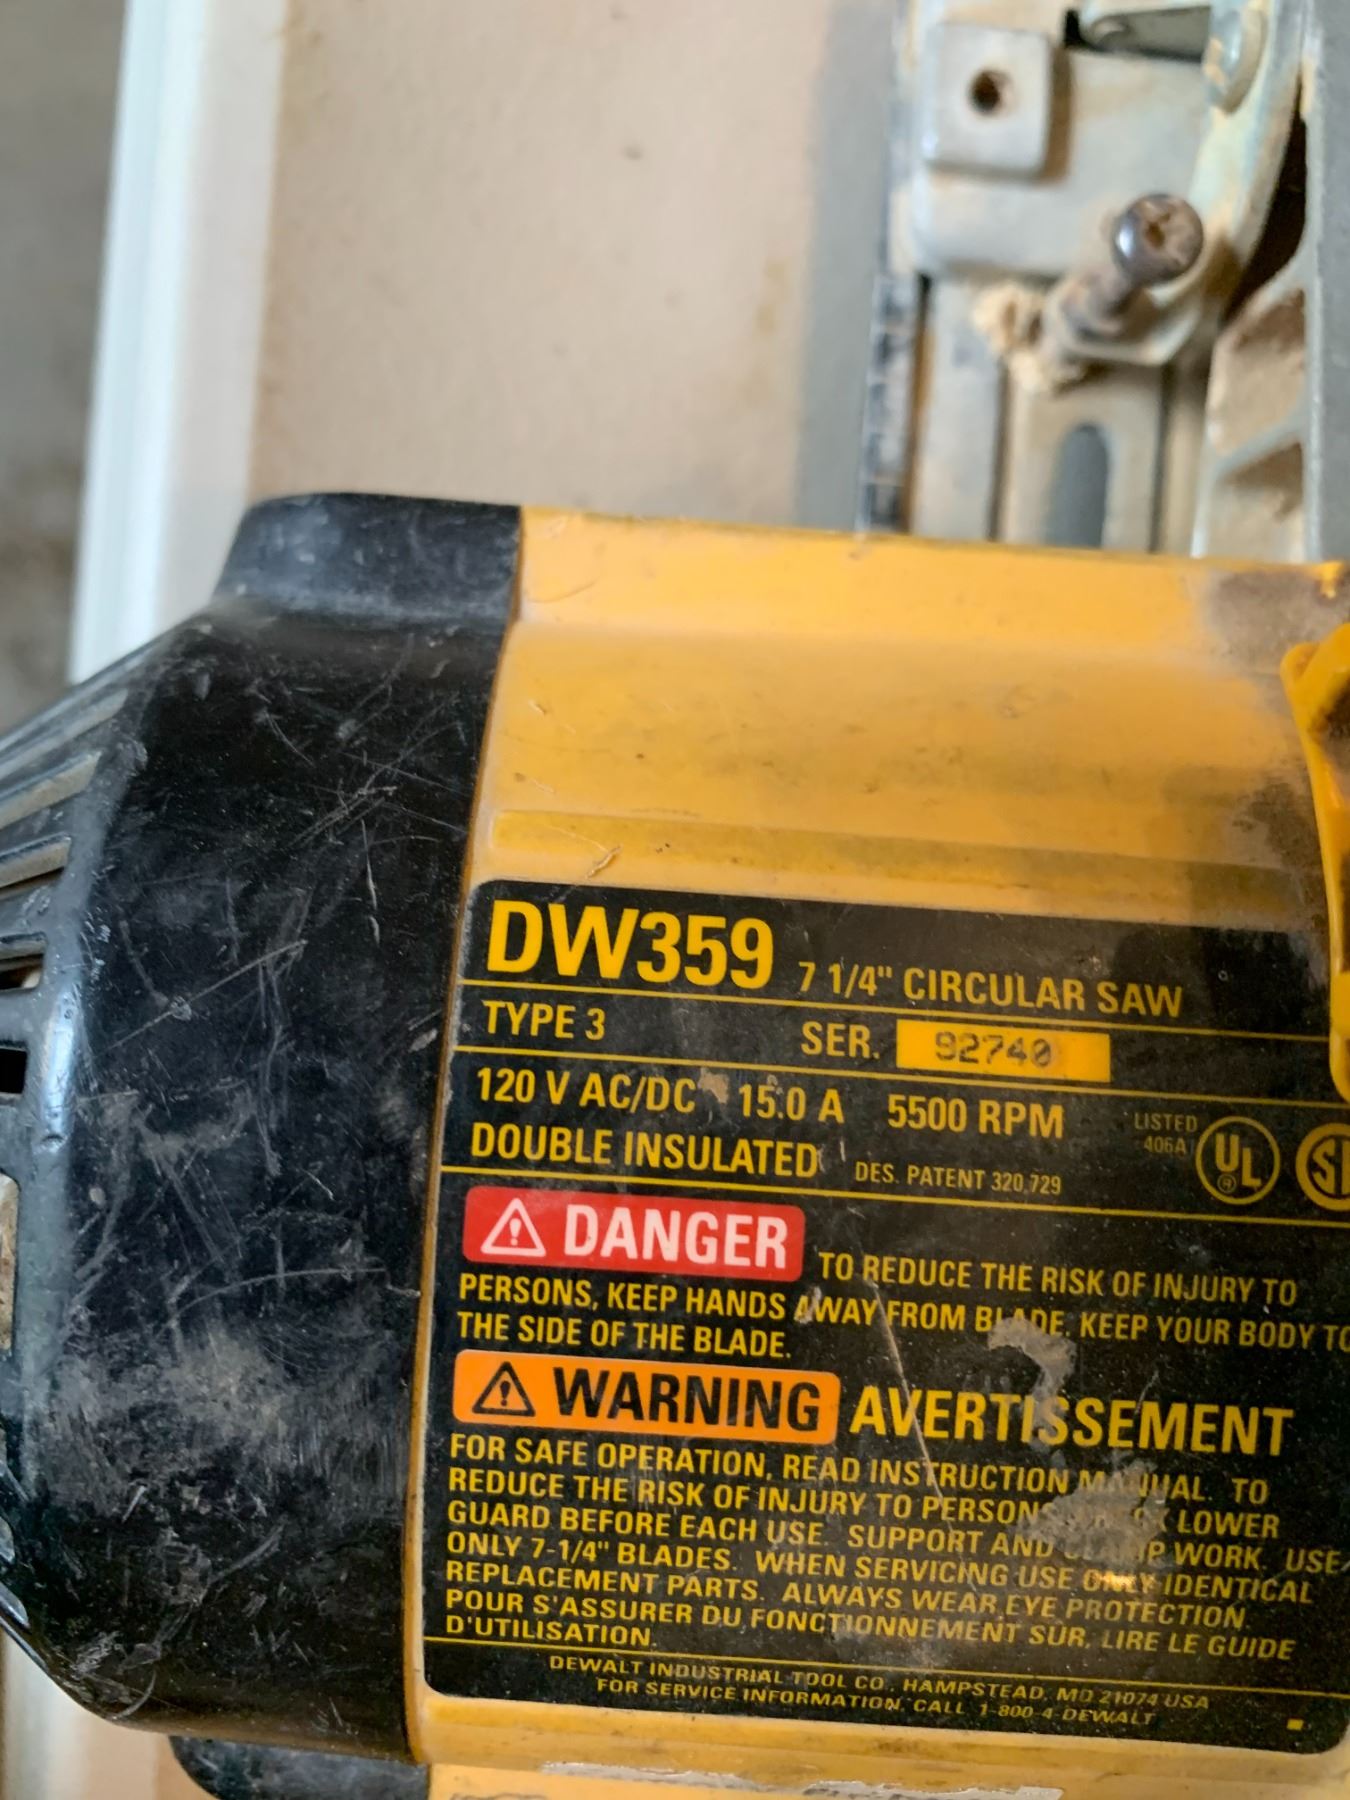 DW359 7 1/4" CIRCULAR SAW
TYPE 3 SER. 92740
120 V AC/DC 15.0 A 5500 RPM
LISTED
406A
UL
®
DOUBLE INSULATED DES. PATENT 320,729
DANGER TO REDUCE THE RISK OF INJURY TO
PERSONS, KEEP HANDS AWAY FROM BLADE. KEEP YOUR BODY TO
THE SIDE OF THE BLADE.
WARNING AVERTISSEMENT
FOR SAFE OPERATION, READ INSTRUCTION MANUAL. TO
REDUCE THE RISK OF INJURY TO PERSONS LOWER
GUARD BEFORE EACH USE. SUPPORT AND WORK. USE
ONLY 7-1/4" BLADES. WHEN SERVICING USE ONLY IDENTICAL
REPLACEMENT PARTS. ALWAYS WEAR EYE PROTECTION.
POUR S'ASSURER DU FONCTIONNEMENT SÛR, LIRE LE GUIDE
D'UTILISATION.
DEWALT INDUSTRIAL TOOL CO., HAMPSTEAD, MD 21074 USA
FOR SERVICE INFORMATION, CALL 1-800-4-DEWALT